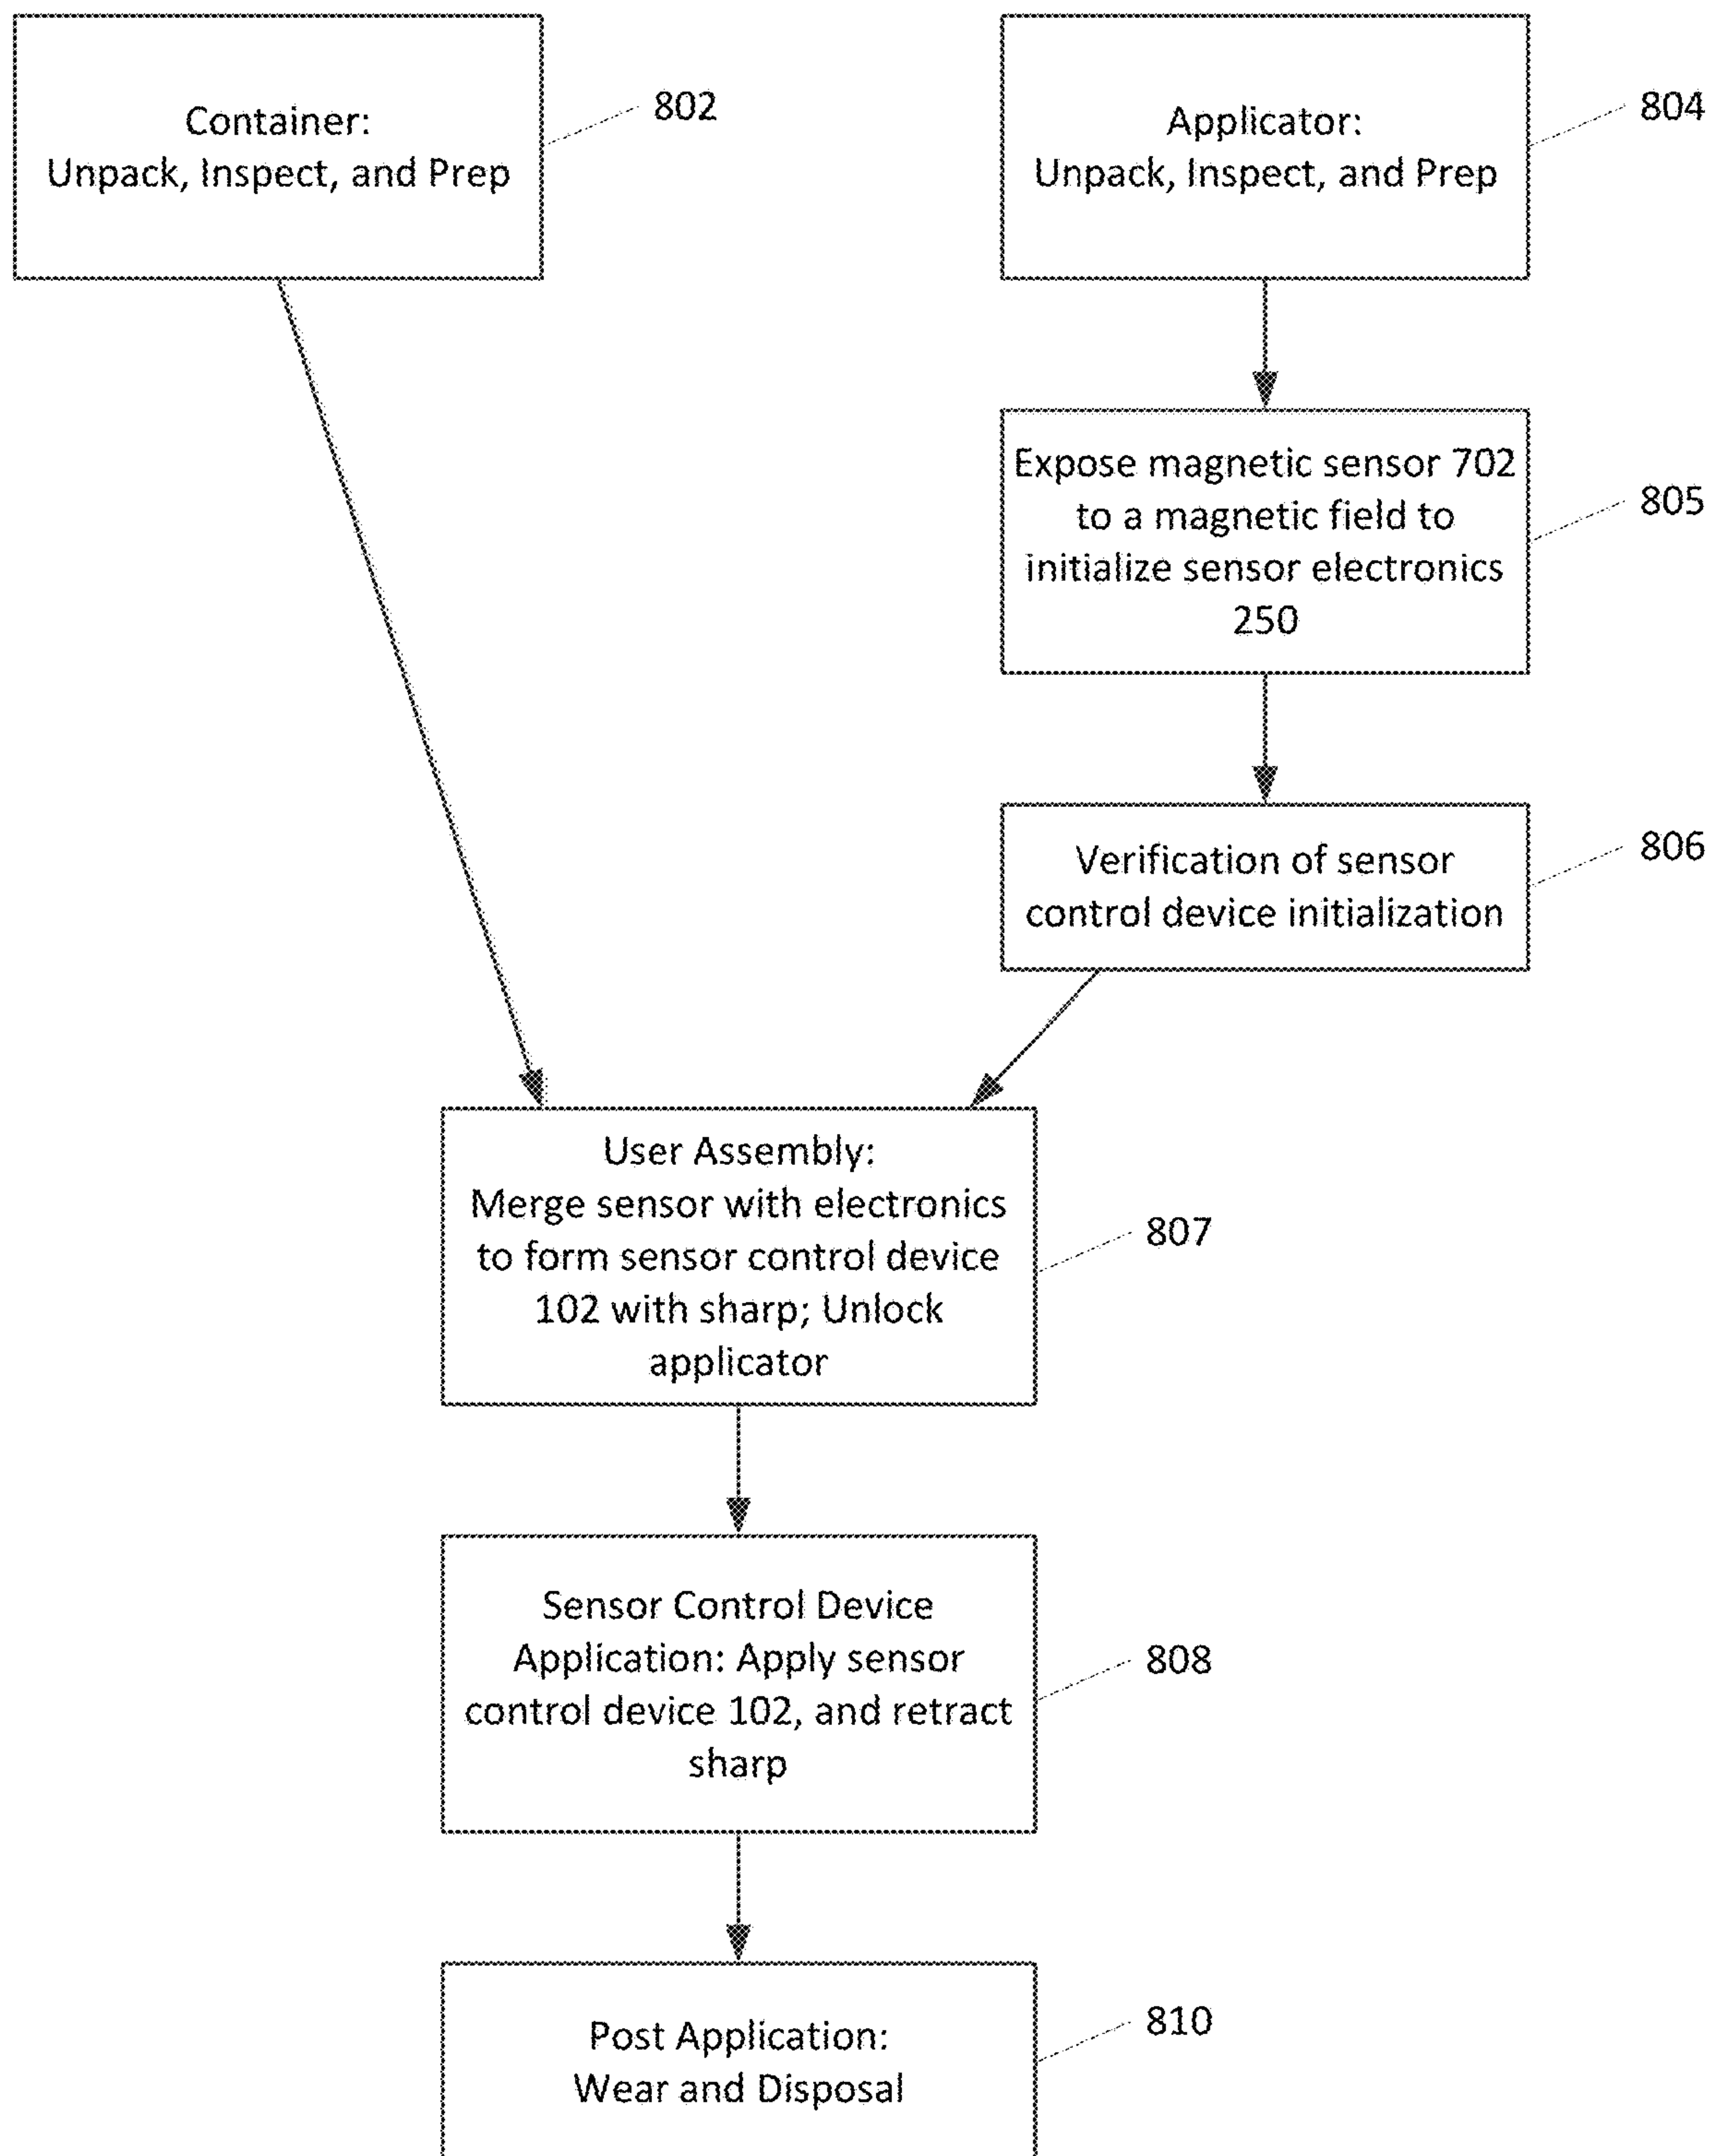 Container:
Unpack, Inspect, and Prep
802
Applicator:
Unpack, Inspect, and Prep
804
Expose magnetic sensor 702
to a magnetic field to
initialize sensor electronics
250
805
Verification of sensor
control device initialization
806
User Assembly:
Merge sensor with electronics
to form sensor control device
102 with sharp; Unlock
applicator
807
Sensor Control Device
Application: Apply sensor
control device 102, and retract
sharp
808
Post Application:
Wear and Disposal
810